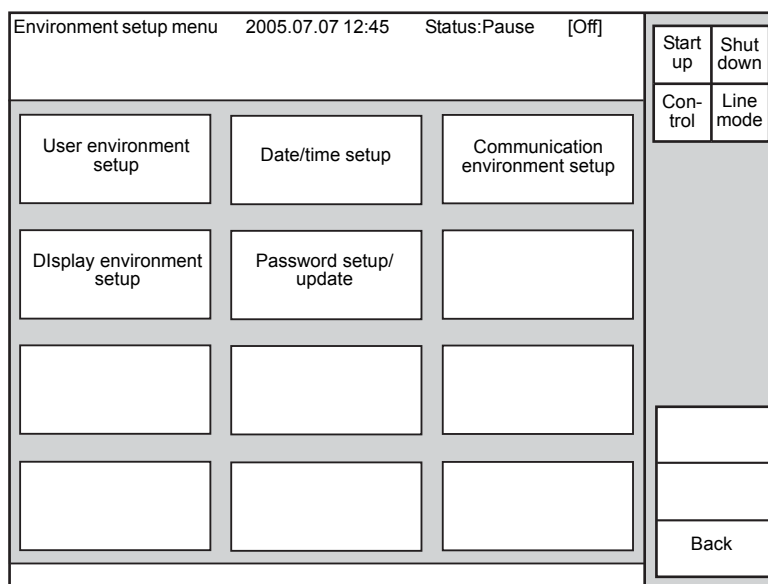 Environment setup menu 2005.07.07 12:45 Status:Pause [Off]
Start
up
Shut
down
Con-
trol
Line
mode
User environment
setup
Date/time setup
Communication
environment setup
DIsplay environment
setup
Password setup/
update
Back